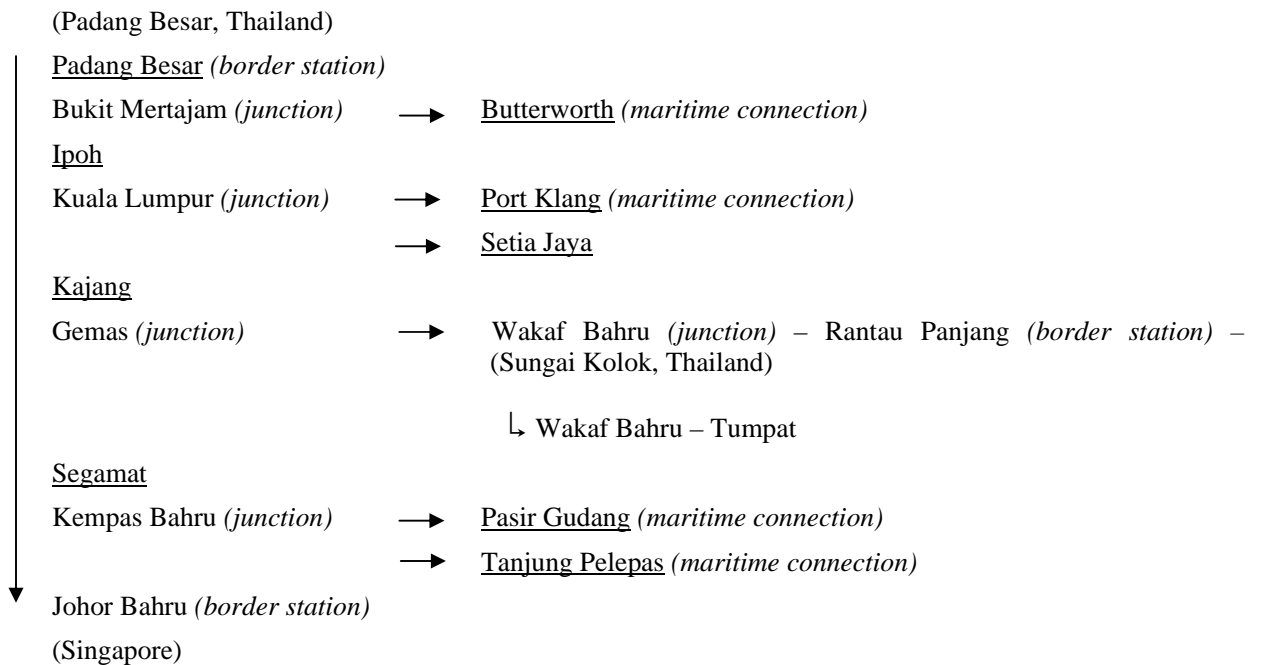 (Padang Besar, Thailand)
Padang Besar (border station)
Bukit Mertajam (junction) → Butterworth (maritime connection)
Ipoh
Kuala Lumpur (junction) → Port Klang (maritime connection)
→ Setia Jaya
Kajang
Gemas (junction) → Wakaf Bahru (junction) – Rantau Panjang (border station) –
(Sungai Kolok, Thailand)
↳ Wakaf Bahru – Tumpat
Segamat
Kempas Bahru (junction) → Pasir Gudang (maritime connection)
→ Tanjung Pelepas (maritime connection)
Johor Bahru (border station)
(Singapore)